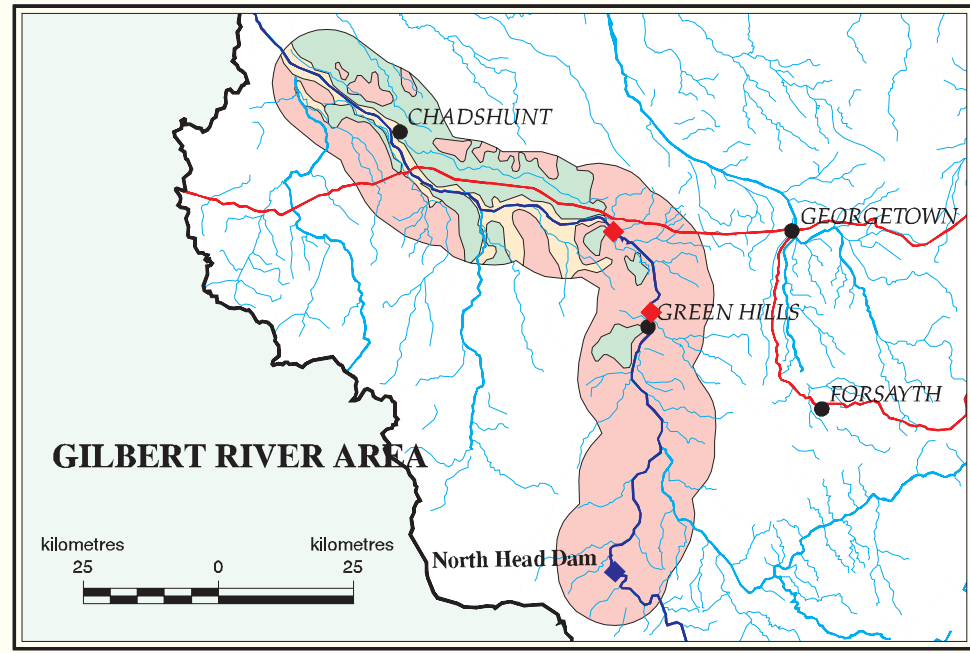 CHADSHUNT
GEORGETOWN
GREEN HILLS
FORSAYTH
GILBERT RIVER AREA
kilometres kilometres
25 0 25
North Head Dam